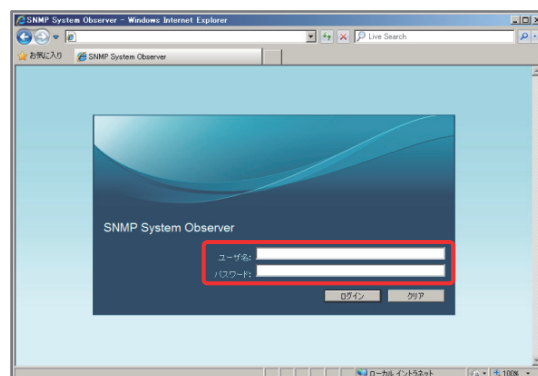 SNMP System Observer - Windows Internet Explorer
Live Search
お気に入り
SNMP System Observer
SNMP System Observer
ユーザ名:
パスワード:
ログイン
クリア
ローカル イントラネット
100%